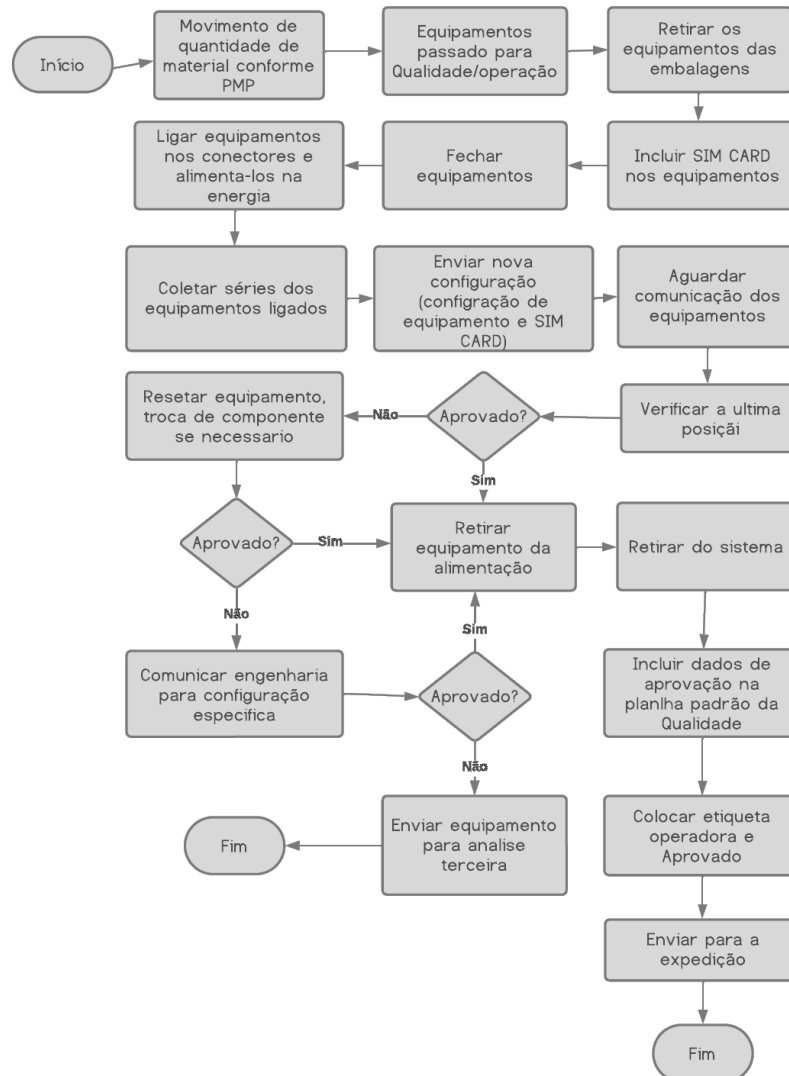 Início
Movimento de
quantidade de
material conforme
PMP
Equipamentos
passado para
Qualidade/operação
Retirar os
equipamentos das
embalagens
Incluir SIM CARD
nos equipamentos
Fechar
equipamentos
Ligar equipamentos
nos conectores e
alimenta-los na
energia
Coletar séries dos
equipamentos ligados
Enviar nova
configuração
(configração de
equipamento e SIM
CARD)
Aguardar
comunicação dos
equipamentos
Verificar a ultima
posiçãi
Aprovado?
Não
Sim
Resetar equipamento,
troca de componente
se necessario
Aprovado?
Sim
Não
Retirar
equipamento da
alimentação
Retirar do sistema
Comunicar engenharia
para configuração
especifica
Aprovado?
Sim
Não
Incluir dados de
aprovação na
planlha padrão da
Qualidade
Enviar equipamento
para analise
terceira
Fim
Colocar etiqueta
operadora e
Aprovado
Enviar para a
expedição
Fim